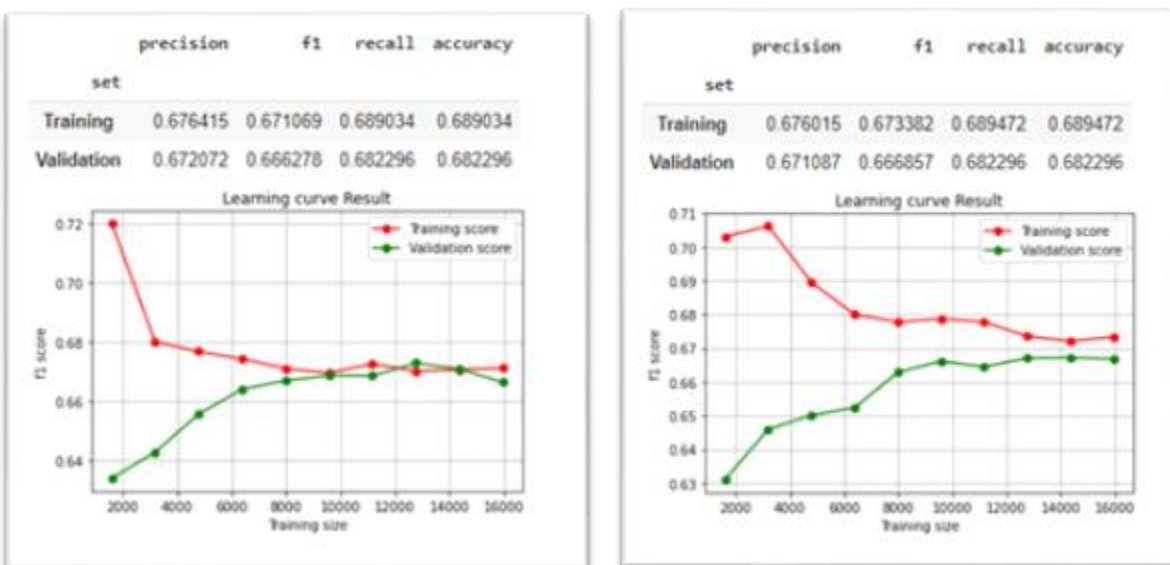 precision f1 recall accuracy
set
Training 0.676415 0.671069 0.689034 0.689034
Validation 0.672072 0.666278 0.682296 0.682296
Learning curve Result
Training score
Validation score
0.72
0.70
0.68
0.66
0.64
f1 score
2000 4000 6000 8000 10000 12000 14000 16000
Training size
precision f1 recall accuracy
set
Training 0.676015 0.673382 0.689472 0.689472
Validation 0.671087 0.666857 0.682296 0.682296
Learning curve Result
Training score
Validation score
0.71
0.70
0.69
0.68
0.67
0.66
0.65
0.64
0.63
f1 score
2000 4000 6000 8000 10000 12000 14000 16000
Training size